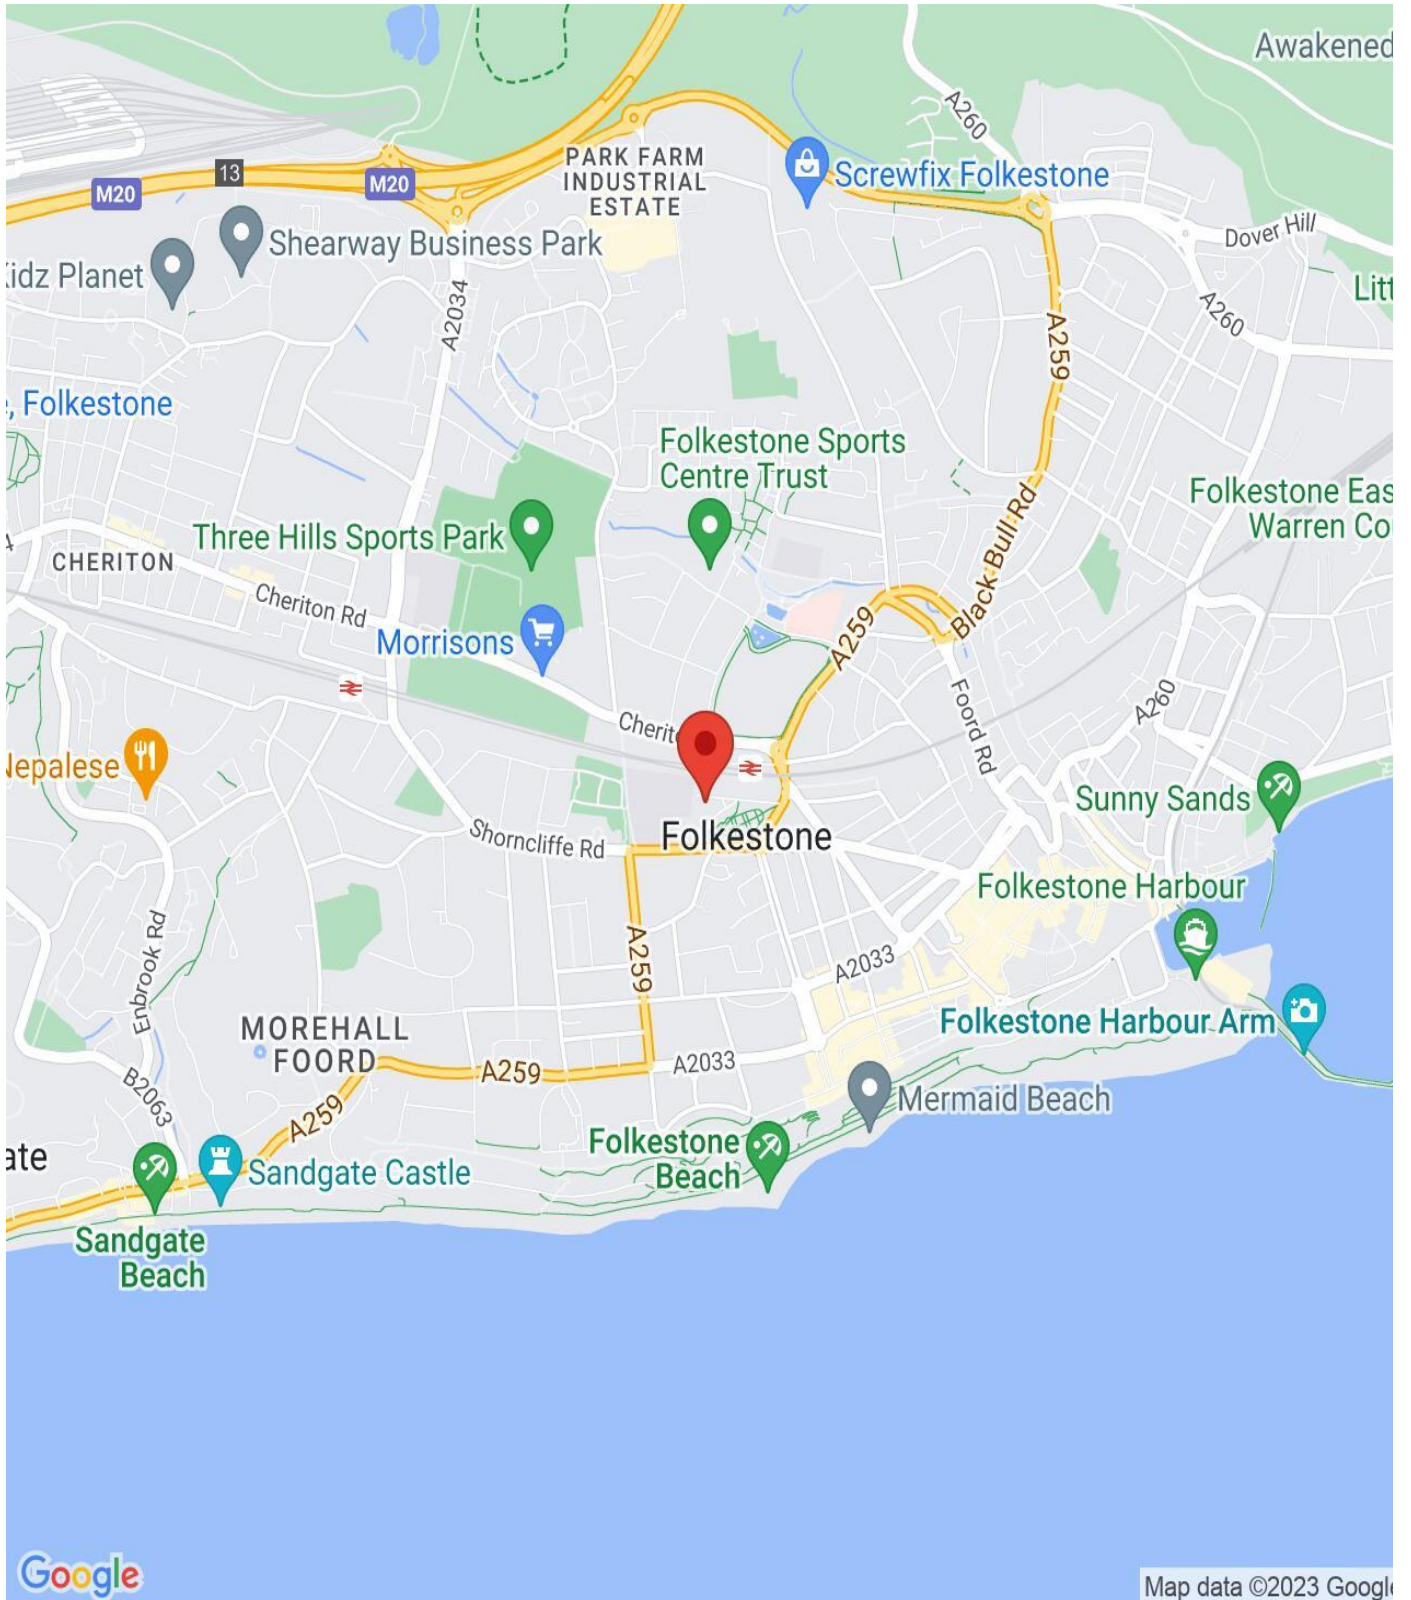 Awakened
A260
PARK FARM
INDUSTRIAL
ESTATE
13
M20
M20
Screwfix Folkestone
Shearway Business Park
Dover Hill
idz Planet
Litt
A2034
A260
A259
, Folkestone
Folkestone Sports
Centre Trust
Folkestone Eas
Warren Co
Three Hills Sports Park
Black Bull Rd
CHERITON
Cheriton Rd
Morrisons
A259
Foord Rd
A260
Cherit
Nepalese
Sunny Sands
Shorncliffe Rd
Folkestone
Folkestone Harbour
Enbrook Rd
A259
A2033
MOREHALL
FOORD
Folkestone Harbour Arm
A259
A2033
B2063
A259
Mermaid Beach
Folkestone
Beach
ate
Sandgate Castle
Sandgate
Beach
Google
Map data ©2023 Google